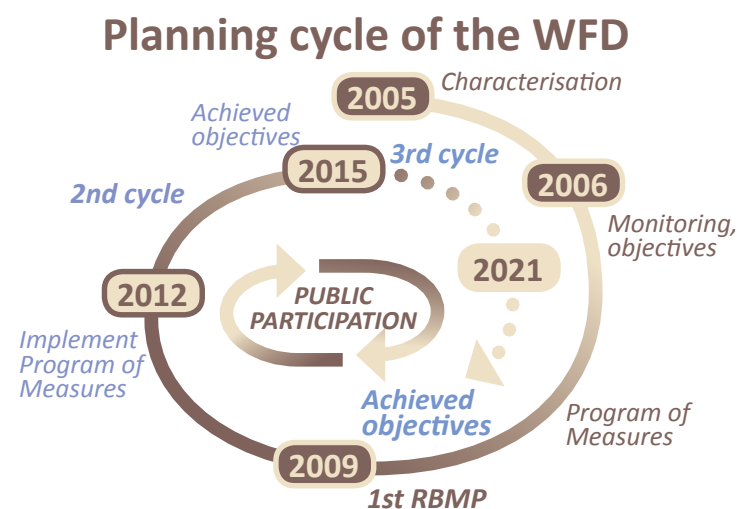 Planning cycle of the WFD
2005
Characterisation
2006
Monitoring,
objectives
Program of
Measures
2009
1st RBMP
2012
Implement
Program of
Measures
2nd cycle
2015
Achieved
objectives
3rd cycle
2021
Achieved
objectives
PUBLIC
PARTICIPATION